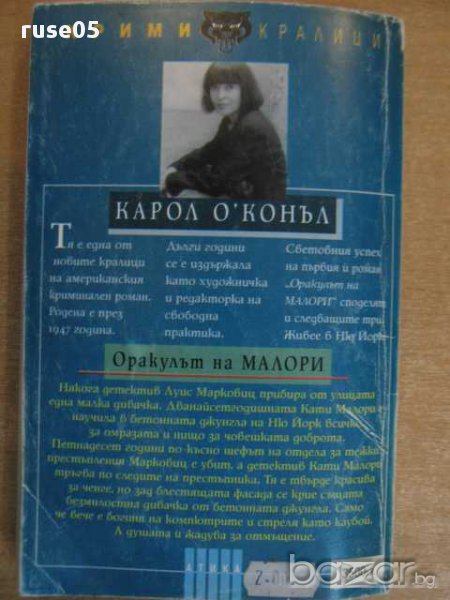 ruse05
КРИМИ КРАЛИЦИ
КАРОЛ О'КОНЪЛ
Тя е една от
новите кралици
на американския
криминален роман.
Родена е през
1947 година.
Дълги години
се е издържала
като художничка
и редакторка на
свободна
практика.
Световния успех
на първия ѝ роман
„Оракулът на
МАЛОРИ" споделят
и следващите три.
Живее в Ню Йорк
Оракулът на МАЛОРИ
Някога детектив Луис Марковиц прибира от улицата
една малка дивачка. Дванайсетгодишната Кати Малори е
научила в бетонната джунгла на Ню Йорк всичко
за омразата и нищо за човешката доброта.
Петнадесет години по-късно шефът на отдела за тежки
престъпления Марковиц е убит, а детектив Кати Малори
тръгва по следите на престъпника. Тя е твърде красива
за ченге, но зад блестящата фасада се крие същата
безмилостна дивачка от бетонната джунгла. Само
че вече е богиня на компютрите и стреля като каубой.
А душата ѝ жадува за отмъщение.
АТИКА
bazar.бг